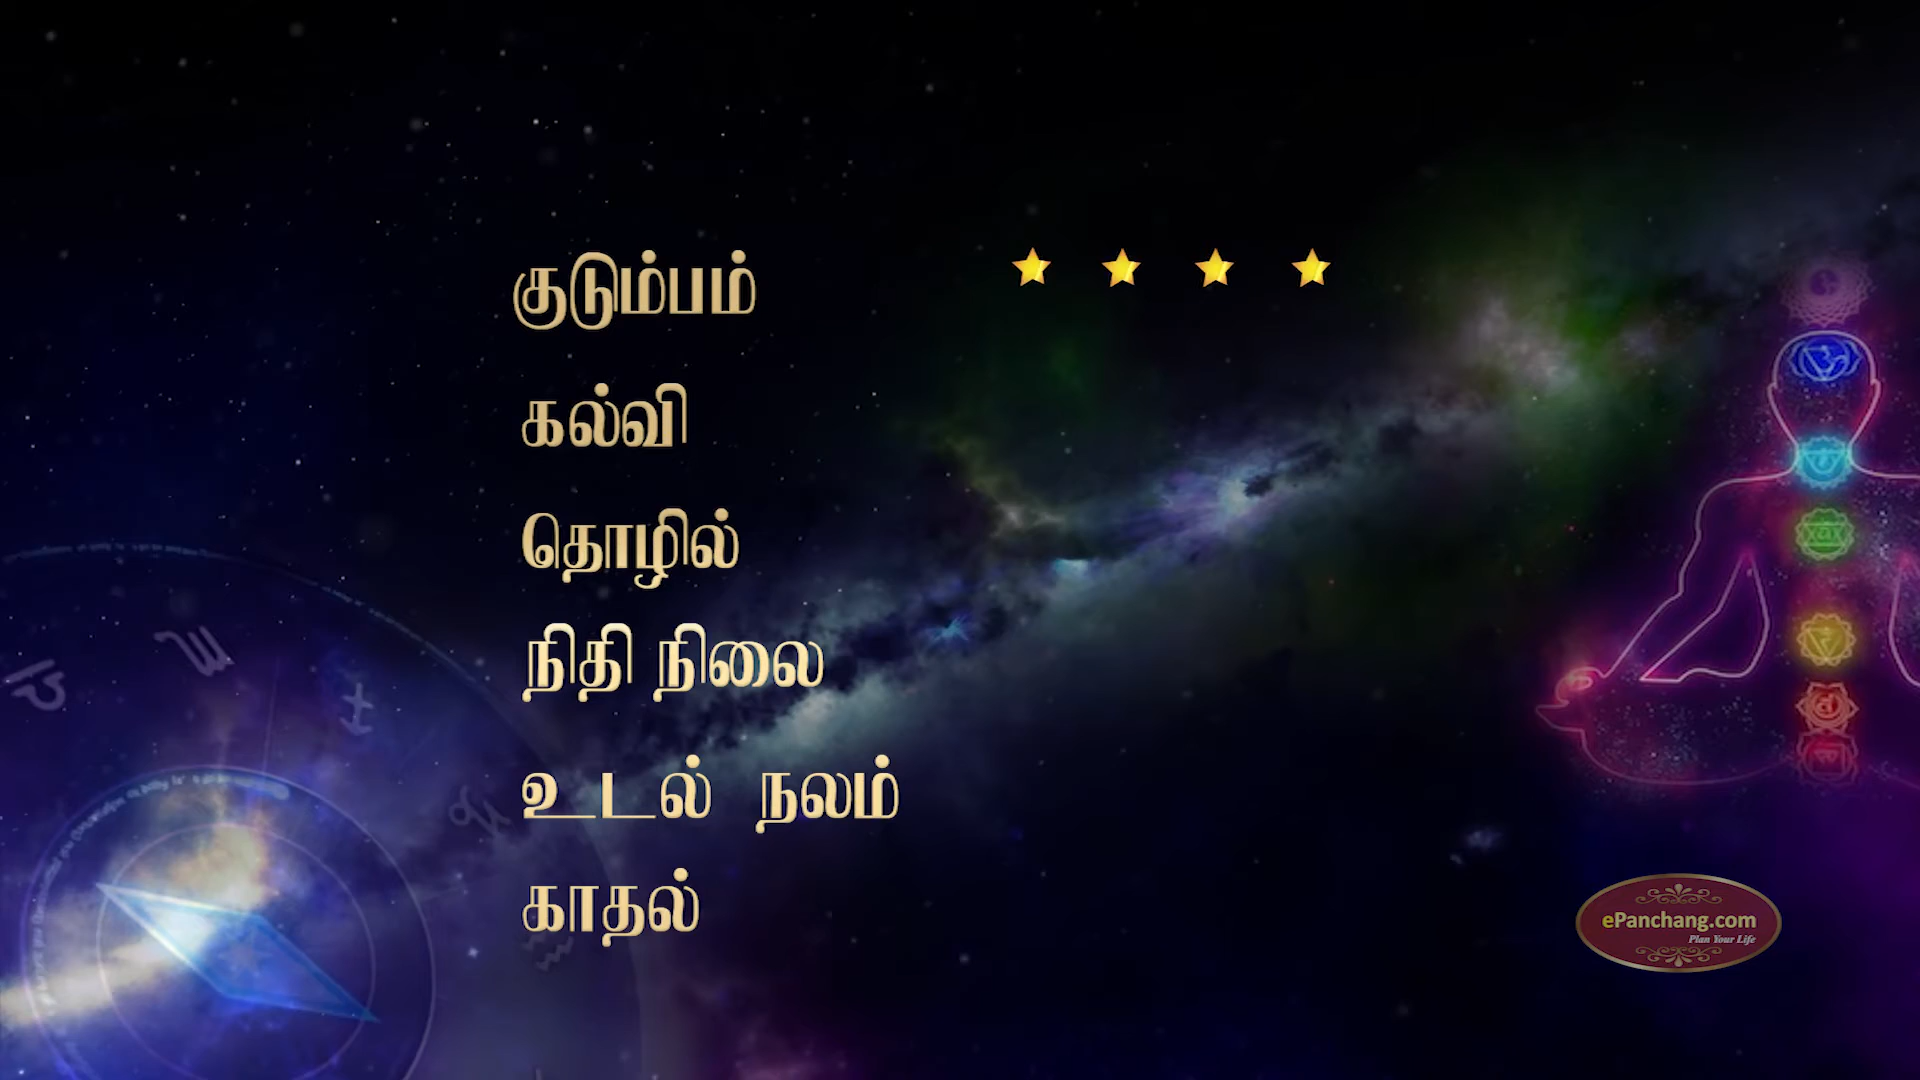 குடும்பம்
கல்வி
தொழில்
நிதி நிலை
உடல் நலம்
காதல்
ePanchang.com
Plan Your Life